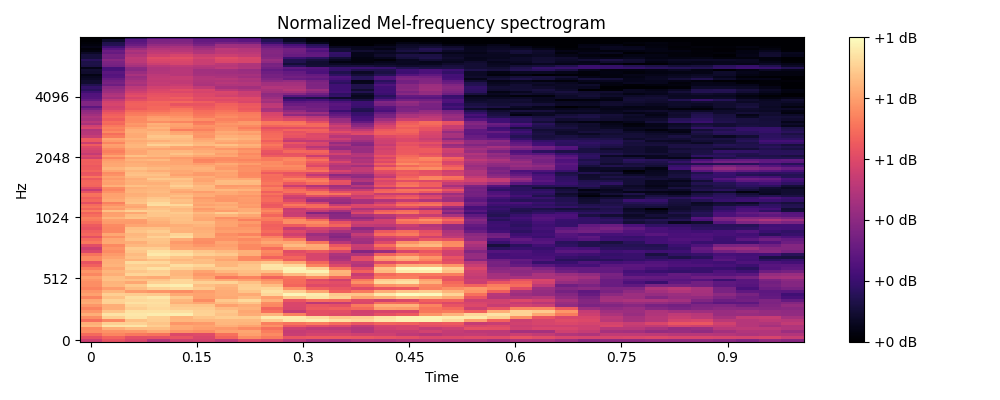 Normalized Mel-frequency spectrogram
Hz
4096
2048
1024
512
0
0 0.15 0.3 0.45 0.6 0.75 0.9
Time
+1 dB
+1 dB
+1 dB
+0 dB
+0 dB
+0 dB